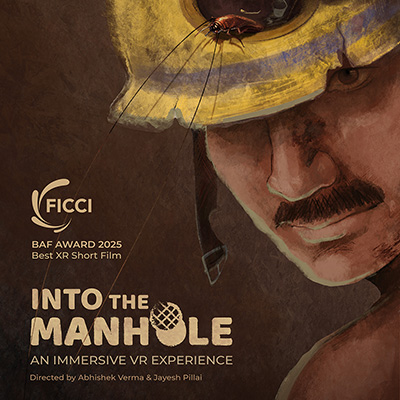 FICCI
BAF AWARD 2025
Best XR Short Film
INTO THE
MANHOLE
AN IMMERSIVE VR EXPERIENCE
Directed by Abhishek Verma & Jayesh Pillai